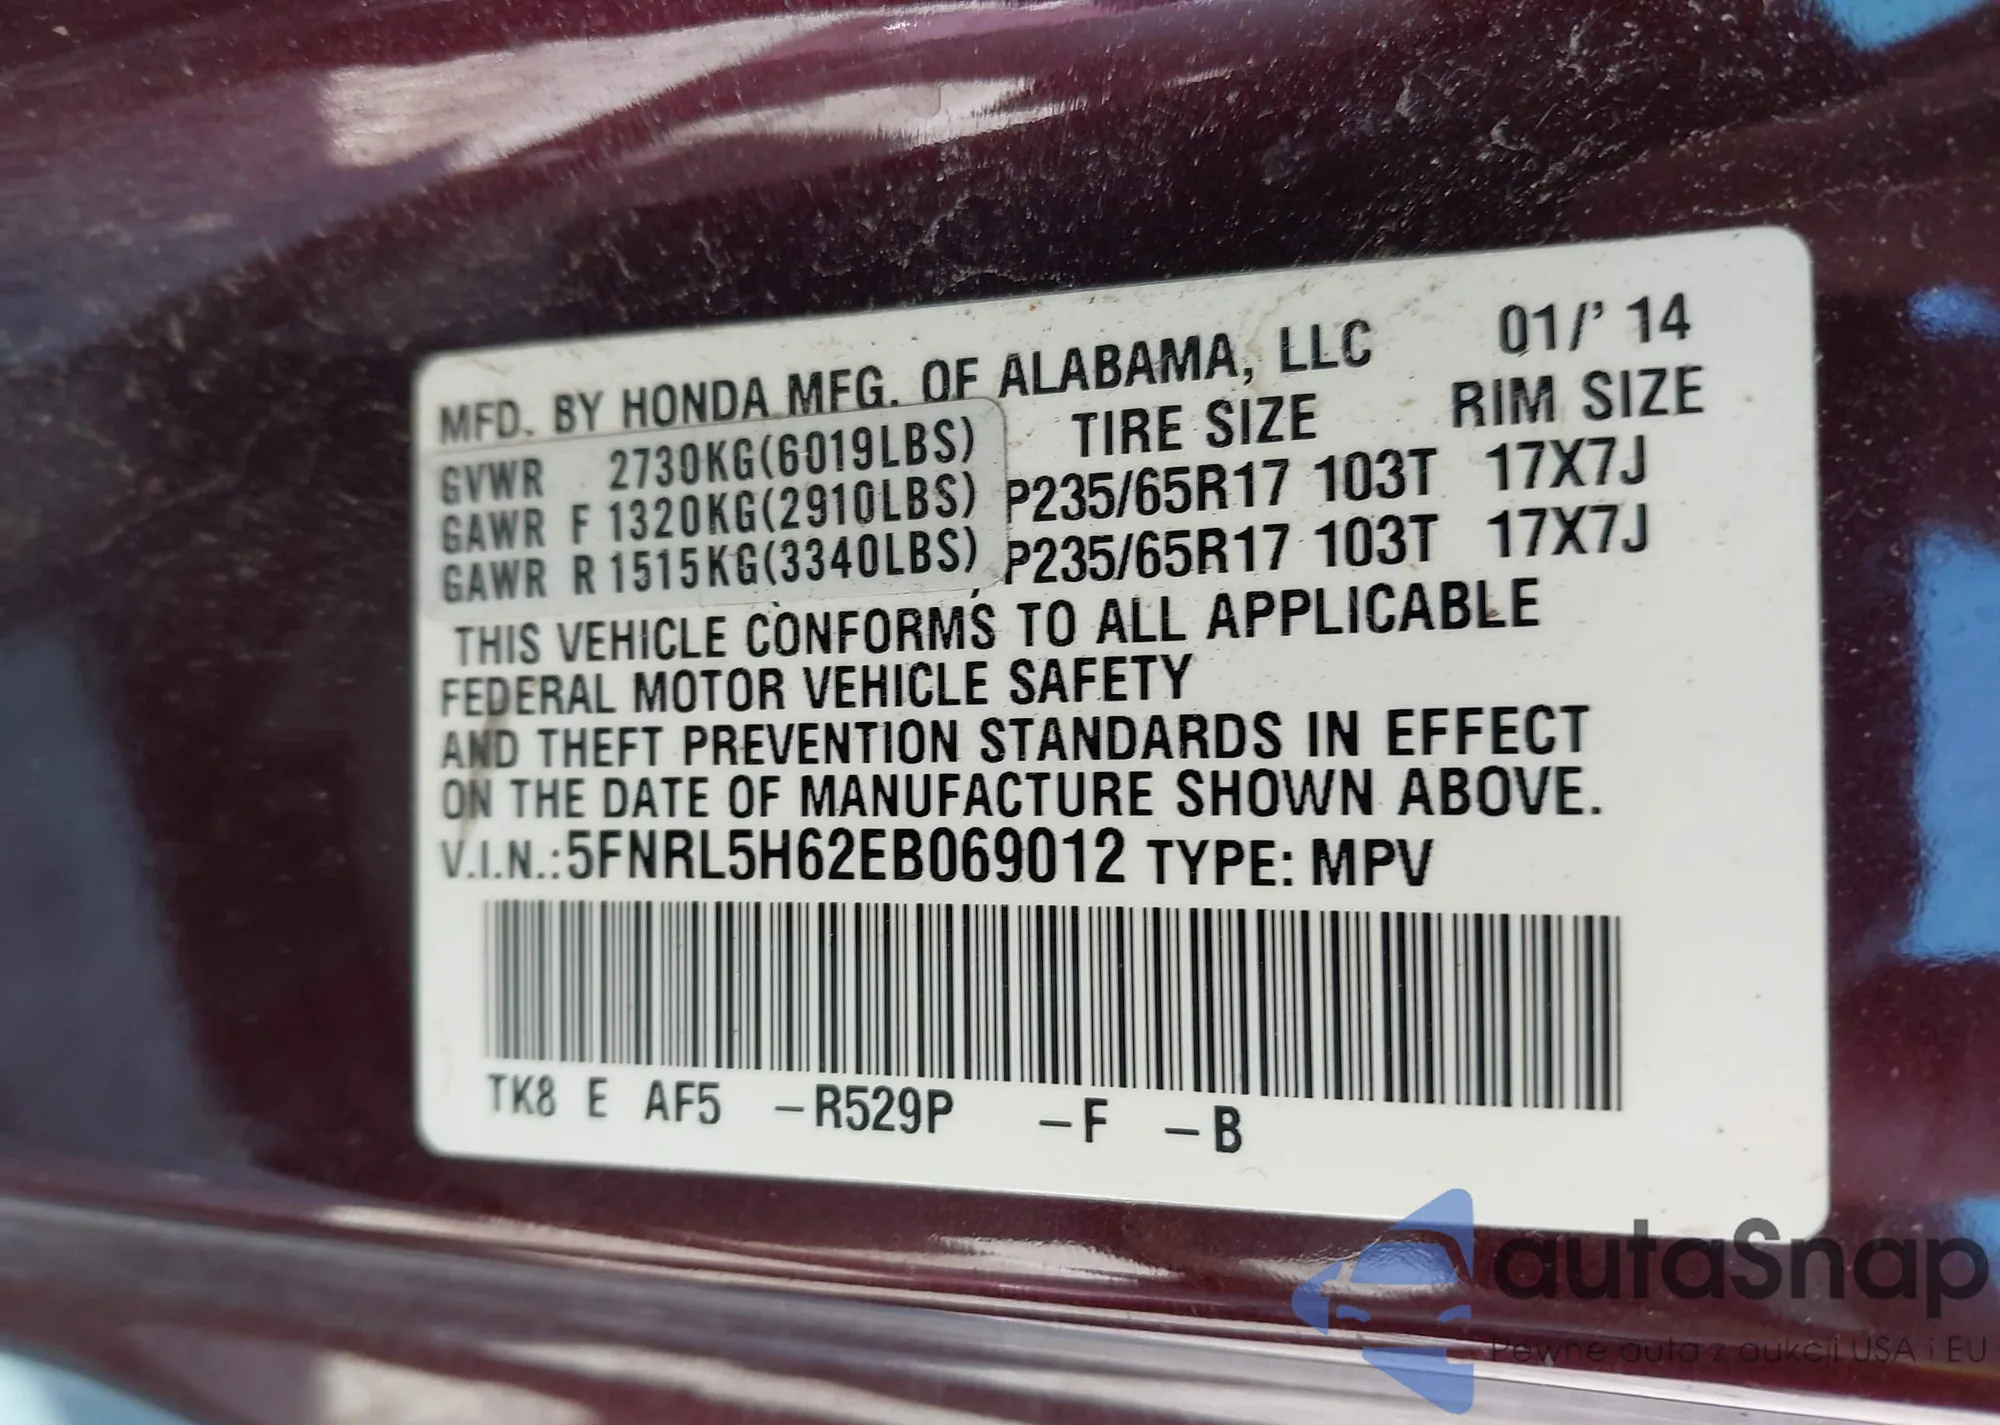 MFD. BY HONDA MFG. OF ALABAMA, LLC 01/' 14
TIRE SIZE RIM SIZE
GVWR 2730KG(6019LBS)
GAWR F 1320KG(2910LBS) P235/65R17 103T 17X7J
GAWR R 1515KG(3340LBS) P235/65R17 103T 17X7J
THIS VEHICLE CONFORMS TO ALL APPLICABLE
FEDERAL MOTOR VEHICLE SAFETY
AND THEFT PREVENTION STANDARDS IN EFFECT
ON THE DATE OF MANUFACTURE SHOWN ABOVE.
V.I.N.:5FNRL5H62EB069012 TYPE: MPV
TK8 E AF5 –R529P –F –B
autaSnap
Pewne auta z aukcji USA i EU